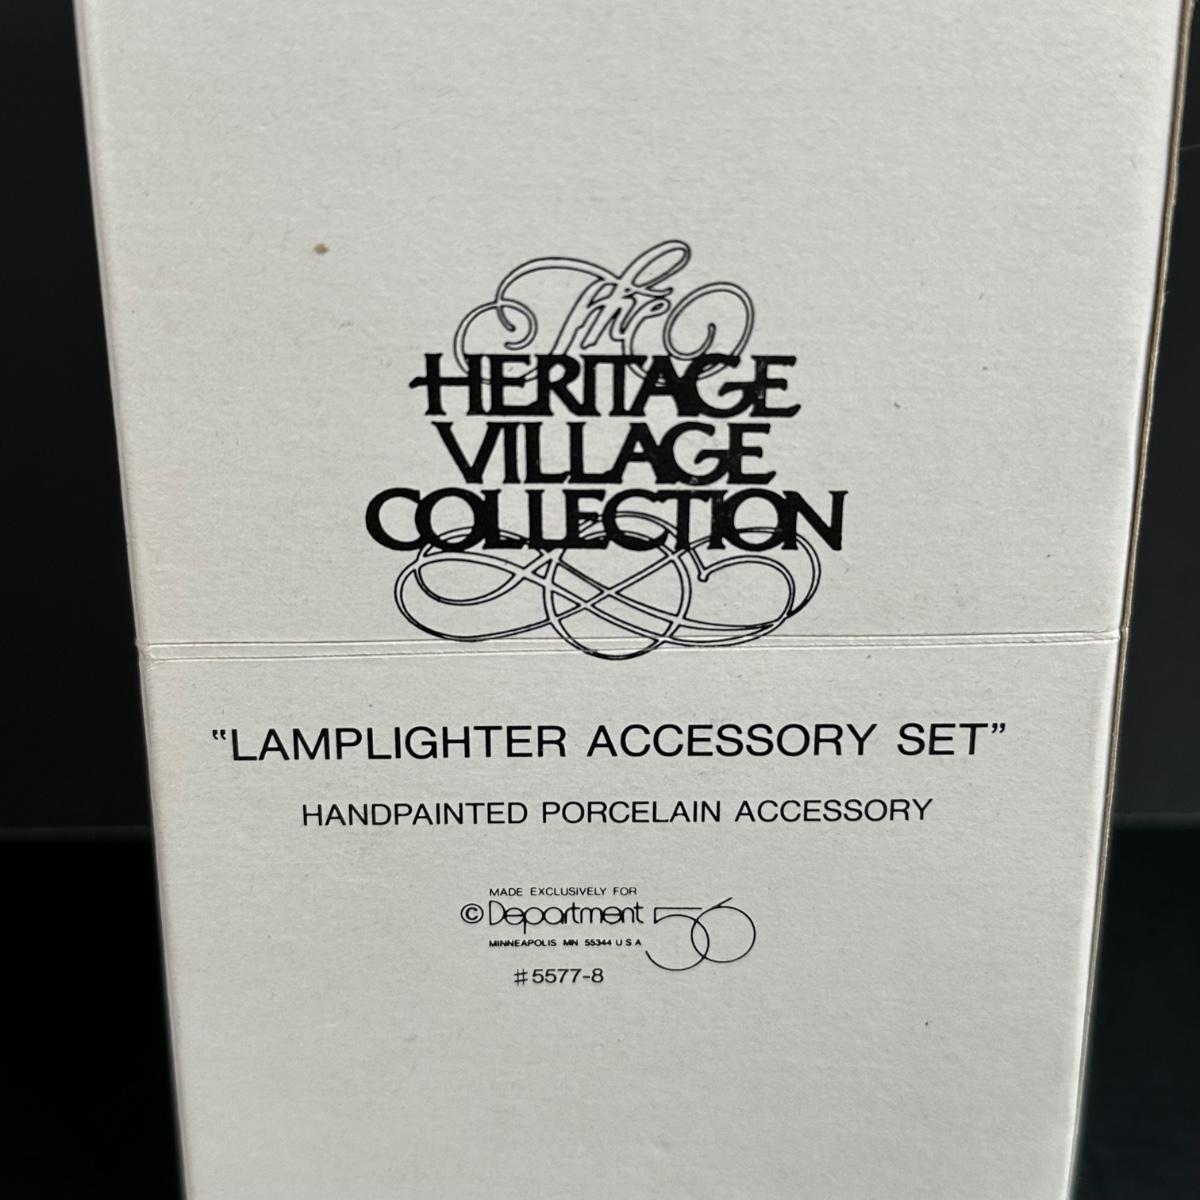 The
HERITAGE
VILLAGE
COLLECTION
"LAMPLIGHTER ACCESSORY SET"
HANDPAINTED PORCELAIN ACCESSORY
MADE EXCLUSIVELY FOR
© Department 56
MINNEAPOLIS MN 55344 U S A
#5577-8